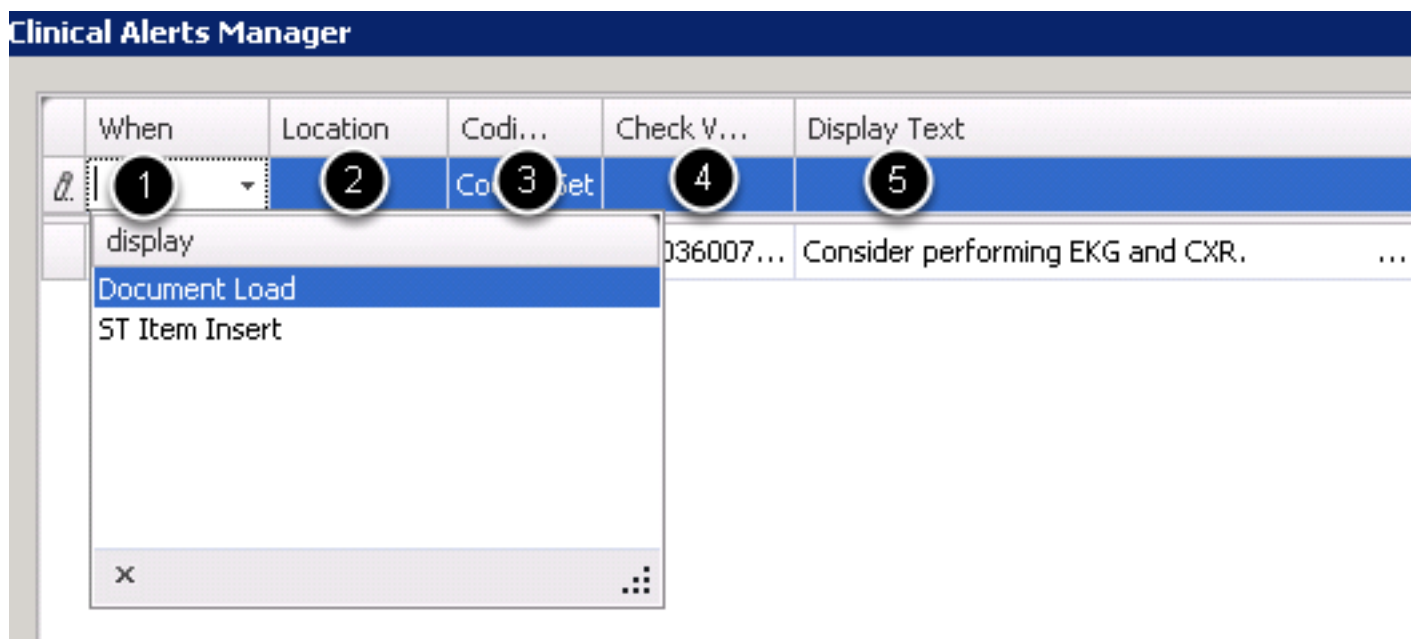 Clinical Alerts Manager
When Location Codi... Check V... Display Text
1 2 3 4 5
display
036007... Consider performing EKG and CXR. ...
Document Load
ST Item Insert